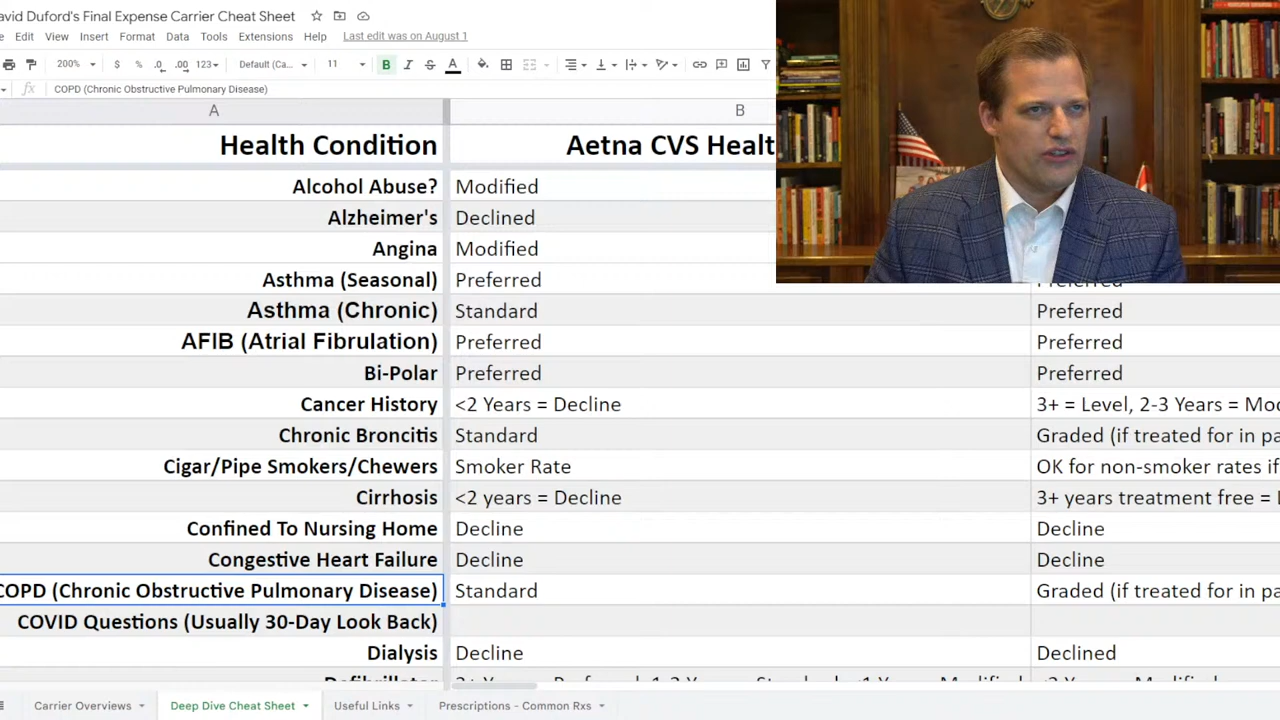 avid Duford's Final Expense Carrier Cheat Sheet
Edit View Insert Format Data Tools Extensions Help Last edit was on August 1
200 $ % .0 .00 123 Default (Ca... 11 B I S A
fx COPD (Chronic Obstructive Pulmonary Disease)
A B
Health Condition Aetna CVS Healt
Alcohol Abuse? Modified
Alzheimer's Declined
Angina Modified
Asthma (Seasonal) Preferred Preferred
Asthma (Chronic) Standard Preferred
AFIB (Atrial Fibrulation) Preferred Preferred
Bi-Polar Preferred Preferred
Cancer History <2 Years = Decline 3+ = Level, 2-3 Years = Mod
Chronic Broncitis Standard Graded (if treated for in pa
Cigar/Pipe Smokers/Chewers Smoker Rate OK for non-smoker rates if
Cirrhosis <2 years = Decline 3+ years treatment free =
Confined To Nursing Home Decline Decline
Congestive Heart Failure Decline Decline
COPD (Chronic Obstructive Pulmonary Disease) Standard Graded (if treated for in pa
COVID Questions (Usually 30-Day Look Back)
Dialysis Decline Declined
Carrier Overviews Deep Dive Cheat Sheet Useful Links Prescriptions - Common Rxs